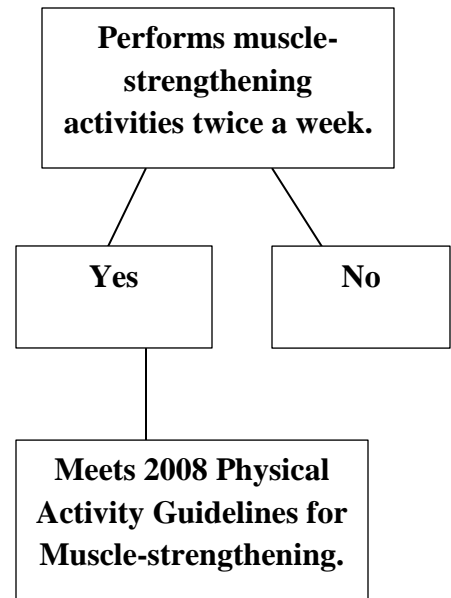 Performs muscle-
strengthening
activities twice a week.
Yes
No
Meets 2008 Physical
Activity Guidelines for
Muscle-strengthening.